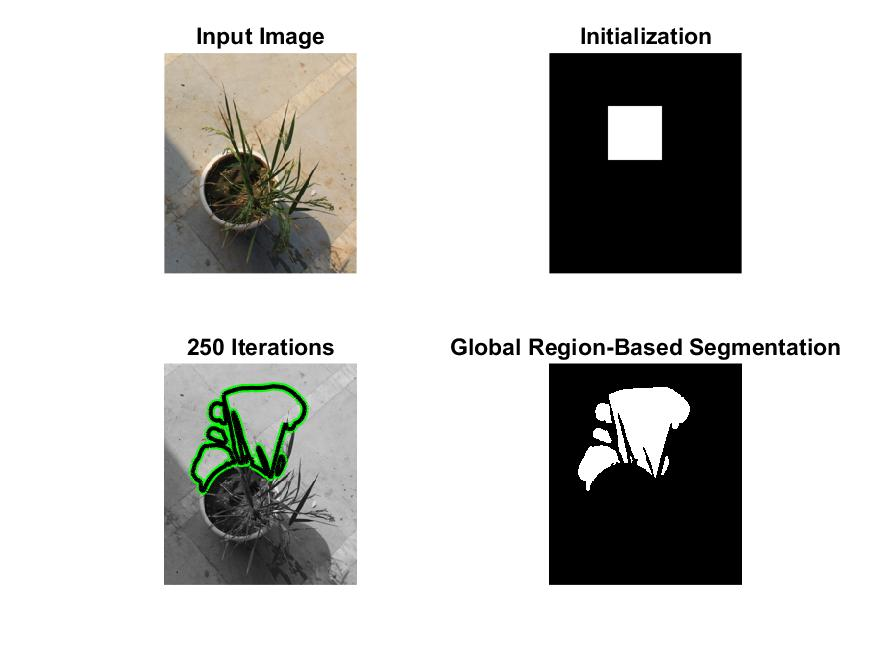 Input Image
Initialization
250 Iterations
Global Region-Based Segmentation